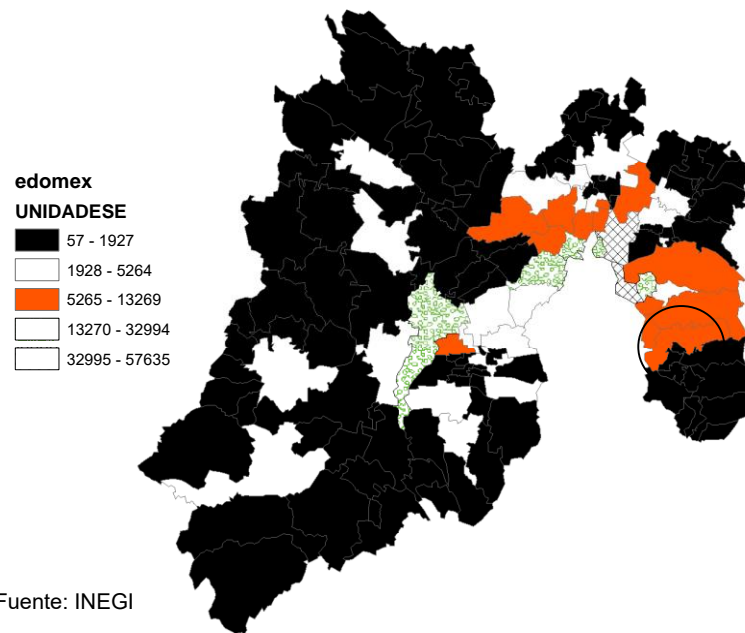 edomex
UNIDADESE
57 - 1927
1928 - 5264
5265 - 13269
13270 - 32994
32995 - 57635
Fuente: INEGI